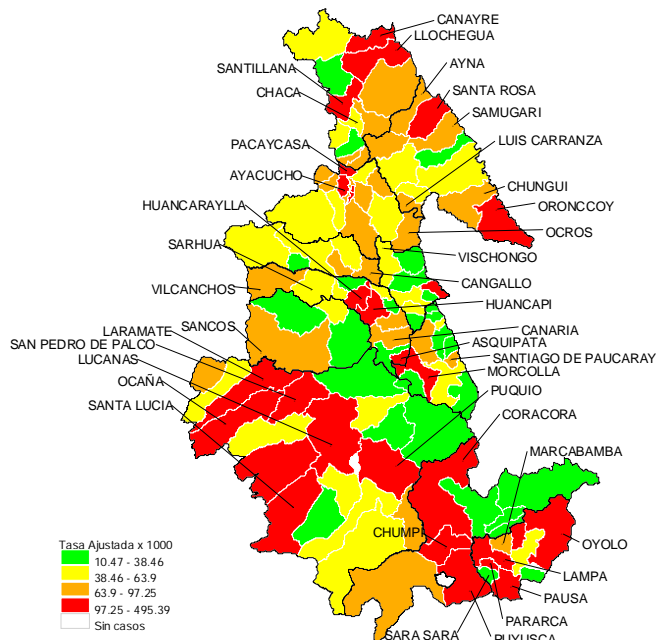 CANAYRE
LLOCHEGUA
AYNA
SANTILLANA
SANTA ROSA
CHACA
SAMUGARI
LUIS CARRANZA
PACAYCASA
AYACUCHO
CHUNGUI
HUANCARAYLLA
ORONCCOY
OCROS
SARHUA
VISCHONGO
CANGALLO
VILCANCHOS
HUANCAPI
SANCOS
CANARIA
LARAMATE
ASQUIPATA
SAN PEDRO DE PALCO
SANTIAGO DE PAUCARAY
LUCANAS
MORCOLLA
OCAÑA
PUQUIO
SANTA LUCIA
CORACORA
MARCABAMBA
CHUMPI
OYOLO
LAMPA
PAUSA
PARARCA
SARA SARA
PUYUSCA
Tasa Ajustada x 1000
10.47 - 38.46
38.46 - 63.9
63.9 - 97.25
97.25 - 495.39
Sin casos